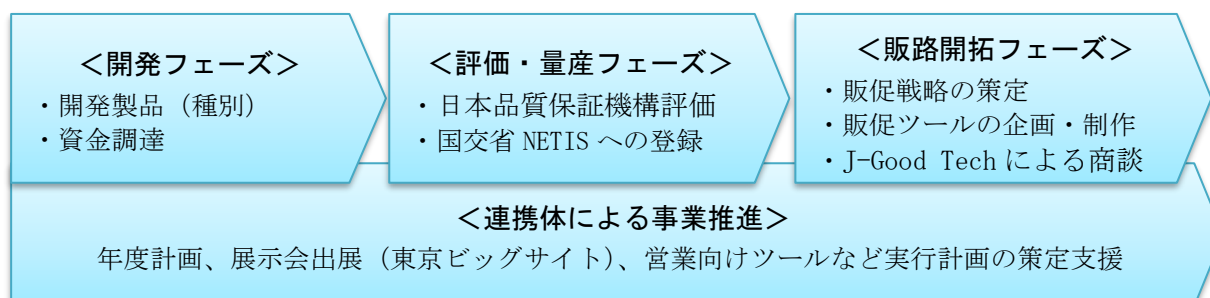 ＜開発フェーズ＞
・開発製品（種別）
・資金調達
＜評価・量産フェーズ＞
・日本品質保証機構評価
・国交省 NETIS への登録
＜販路開拓フェーズ＞
・販促戦略の策定
・販促ツールの企画・制作
・J-Good Tech による商談
＜連携体による事業推進＞
年度計画、展示会出展（東京ビッグサイト）、営業向けツールなど実行計画の策定支援